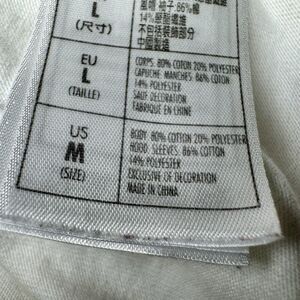 L
(尺寸)
袖子 86%棉
14%聚酯纖維
不包括裝飾部分
中國製造
EU
L
(TAILLE)
CORPS: 80% COTON 20% POLYESTER
CAPUCHE MANCHES: 86% COTON
14% POLYESTER
SAUF DECORATION
FABRIQUE EN CHINE
US
M
(SIZE)
BODY: 80% COTTON 20% POLYESTER
HOOD SLEEVES: 86% COTTON
14% POLYESTER
EXCLUSIVE OF DECORATION
MADE IN CHINA